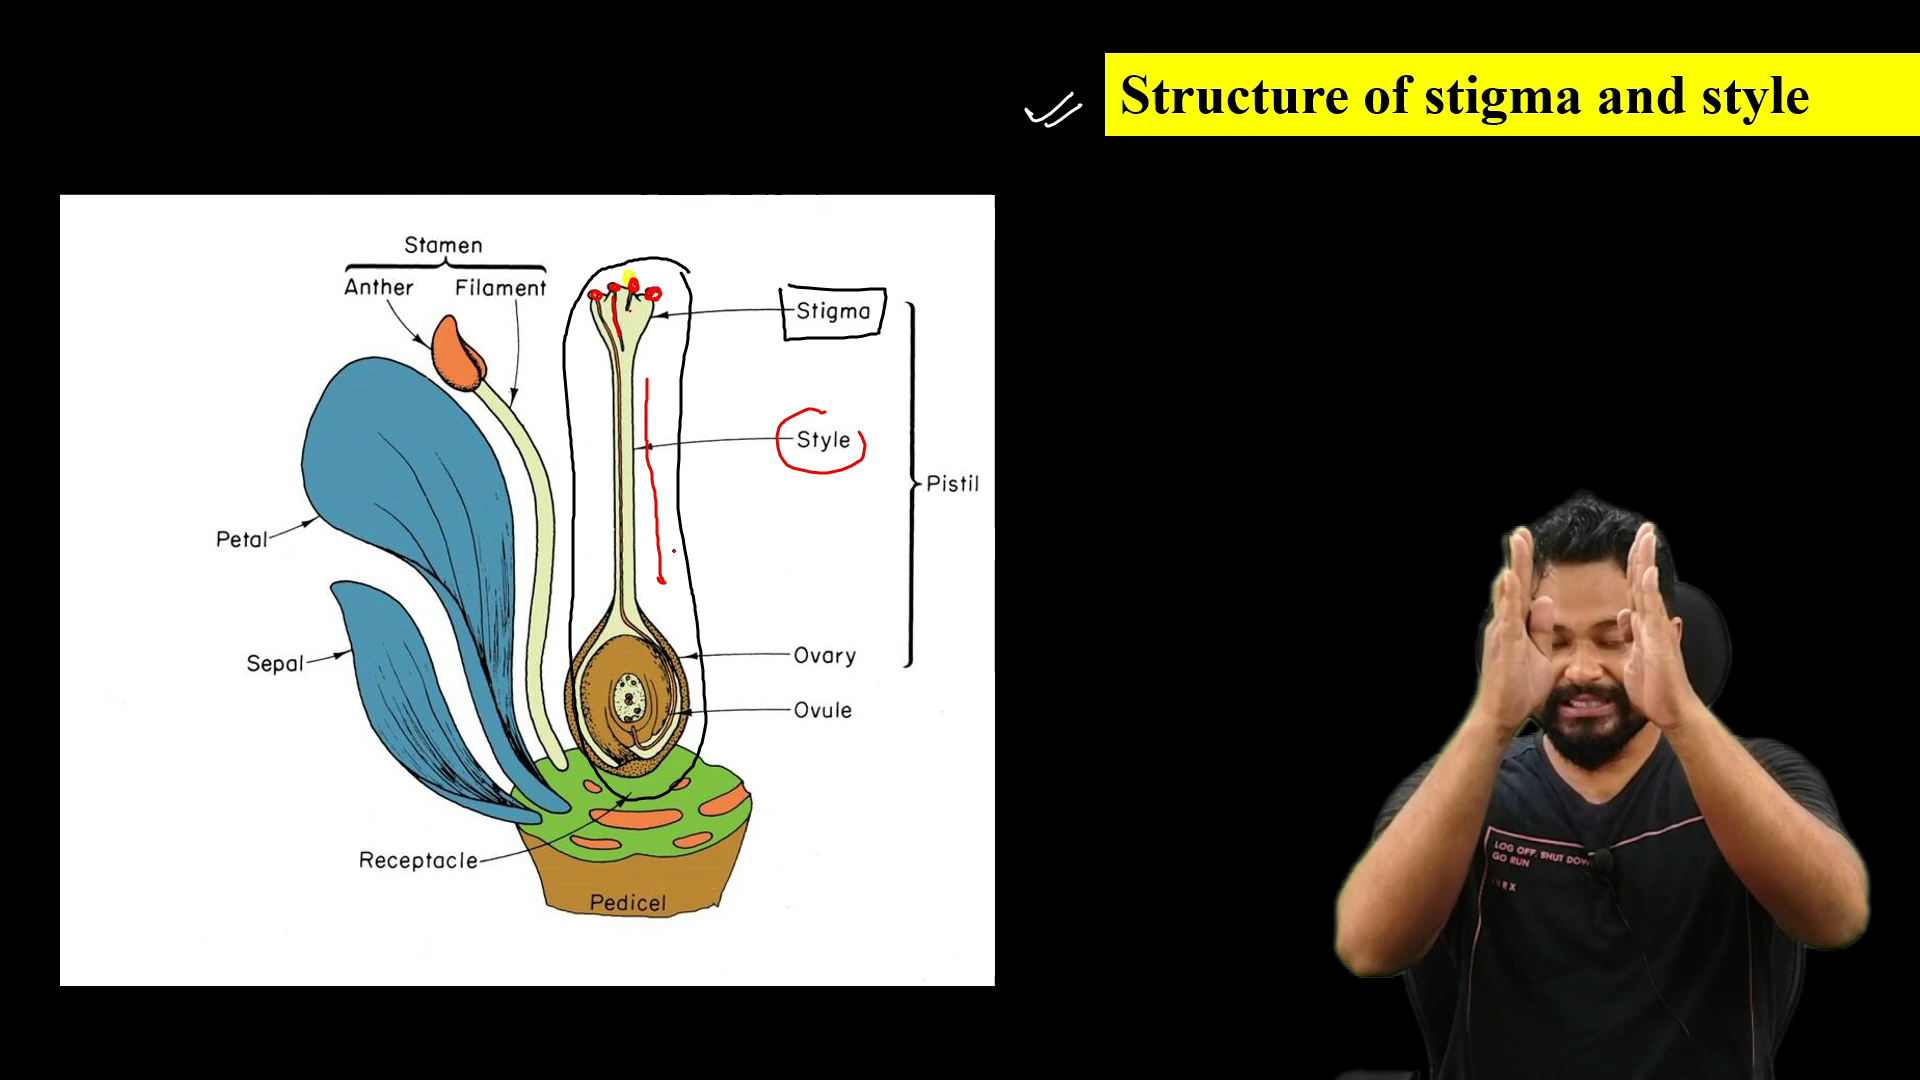 Structure of stigma and style
Stamen
Anther
Filament
Stigma
Style
Pistil
Petal
Sepal
Ovary
Ovule
Receptacle
Pedicel
LOG OFF. SHUT DOWN
GO RUN